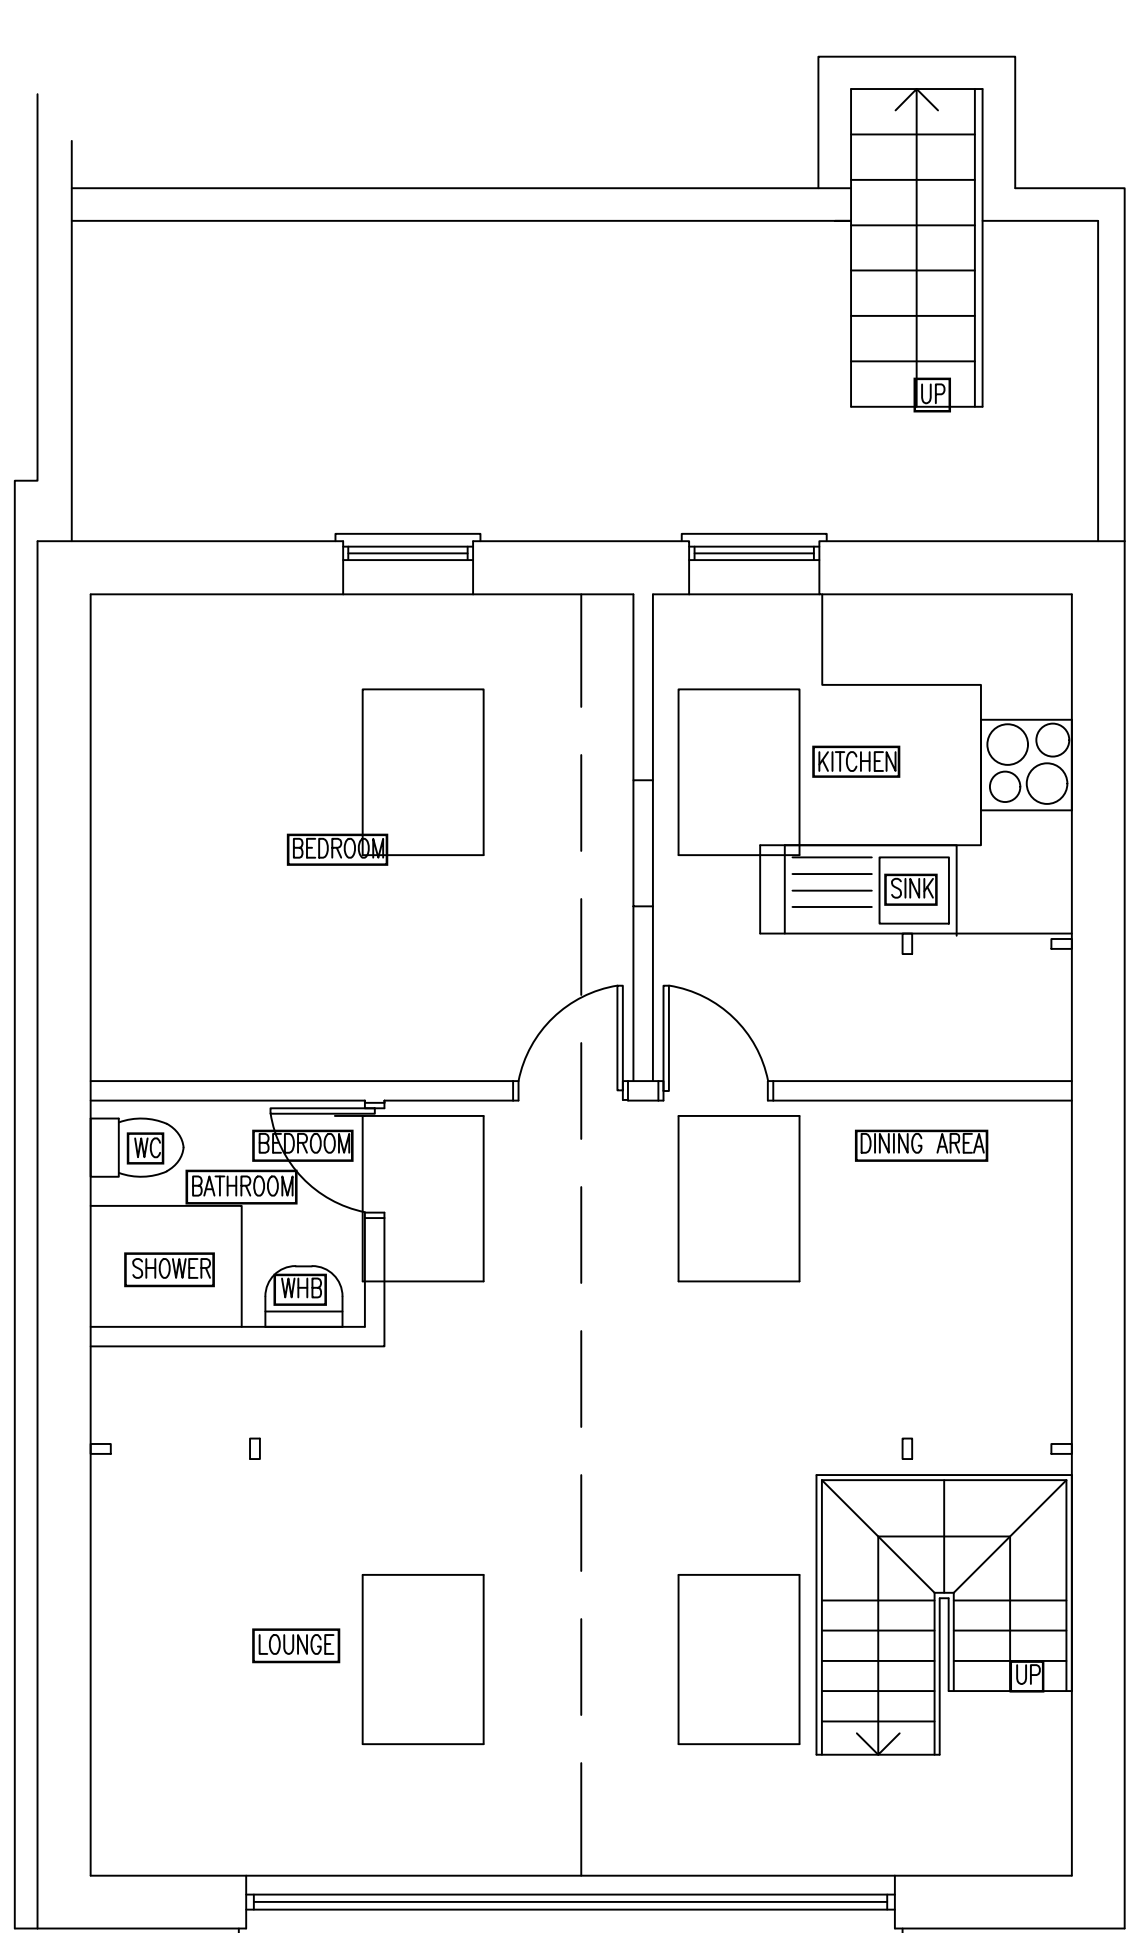 UP
KITCHEN
BEDROOM
SINK
WC
BEDROOM
DINING AREA
BATHROOM
SHOWER
WHB
LOUNGE
UP